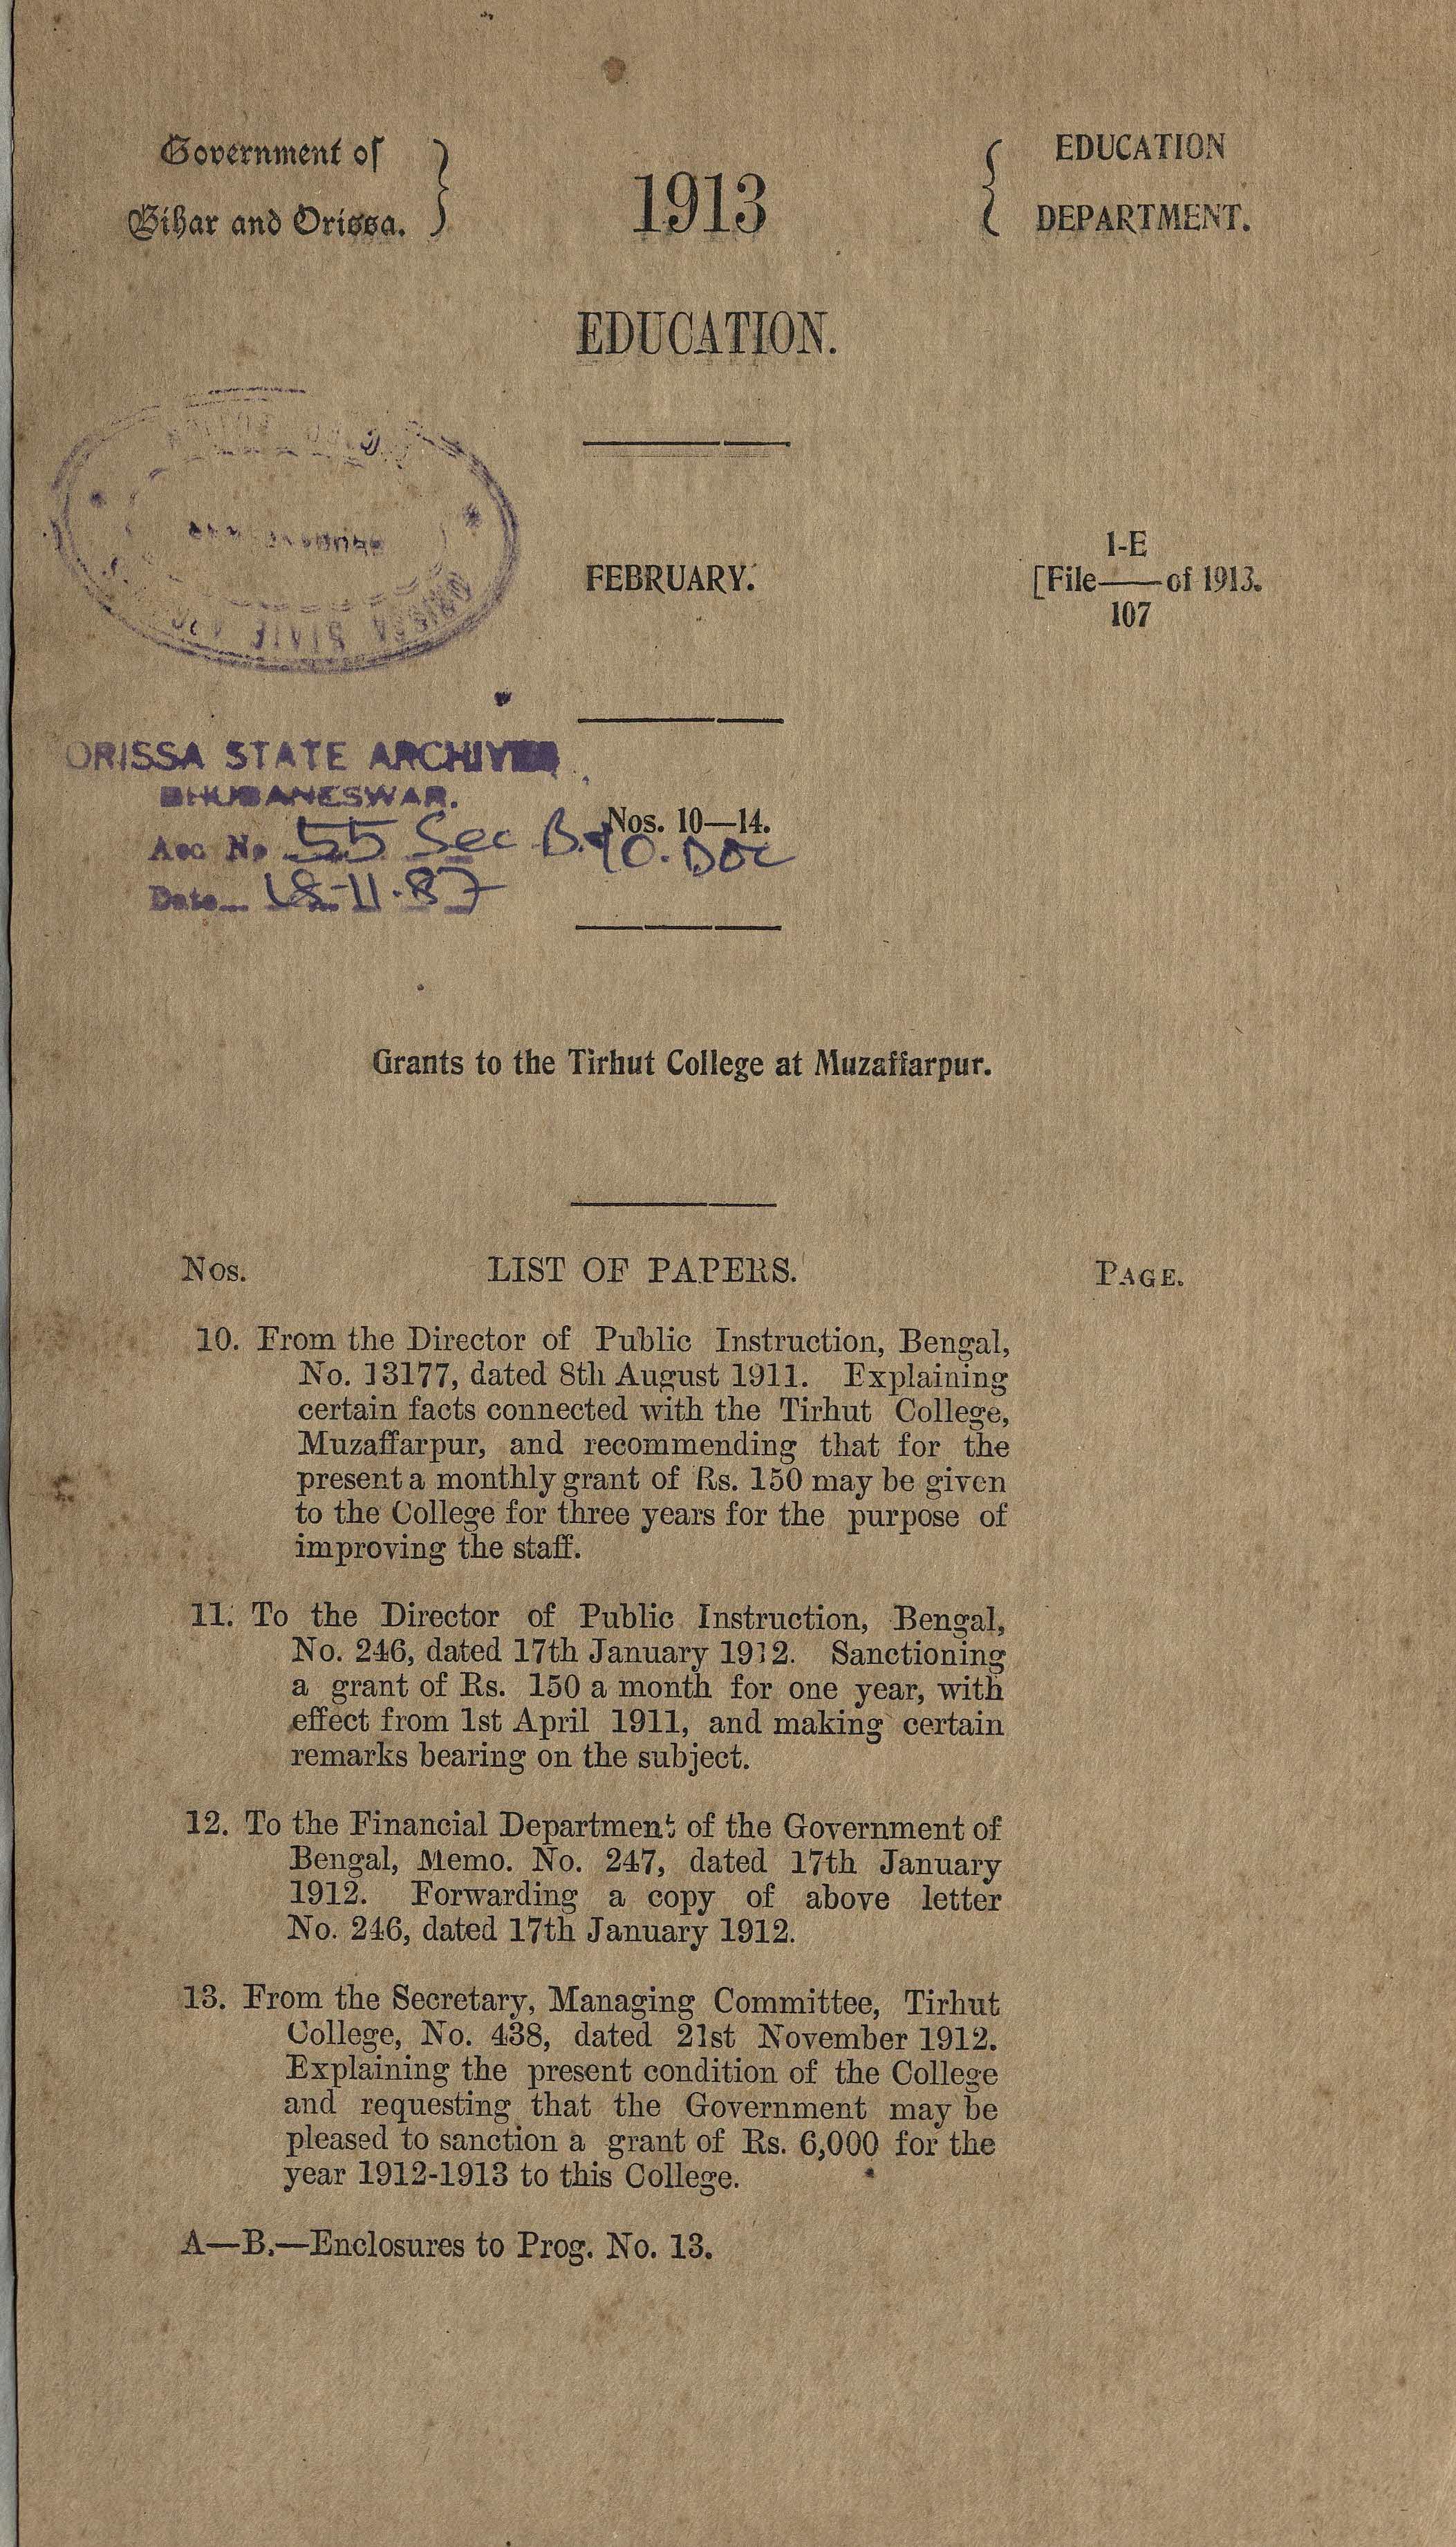 Government of
Bihar and Orissa.
1913
EDUCATION
DEPARTMENT.
EDUCATION.
FEBRUARY.
1-E
[File——of 1913.
107
ORISSA STATE ARCHIVES
BHUBANESWAR.
Nos. 10—14.
Acc No 55 Sec B.
Date 18-11-87
Grants to the Tirhut College at Muzaffarpur.
Nos. LIST OF PAPERS. PAGE.
10. From the Director of Public Instruction, Bengal,
No. 13177, dated 8th August 1911. Explaining
certain facts connected with the Tirhut College,
Muzaffarpur, and recommending that for the
present a monthly grant of Rs. 150 may be given
to the College for three years for the purpose of
improving the staff.
11. To the Director of Public Instruction, Bengal,
No. 246, dated 17th January 1912. Sanctioning
a grant of Rs. 150 a month for one year, with
effect from 1st April 1911, and making certain
remarks bearing on the subject.
12. To the Financial Department of the Government of
Bengal, Memo. No. 247, dated 17th January
1912. Forwarding a copy of above letter
No. 246, dated 17th January 1912.
13. From the Secretary, Managing Committee, Tirhut
College, No. 438, dated 21st November 1912.
Explaining the present condition of the College
and requesting that the Government may be
pleased to sanction a grant of Rs. 6,000 for the
year 1912-1913 to this College.
A—B.—Enclosures to Prog. No. 13.